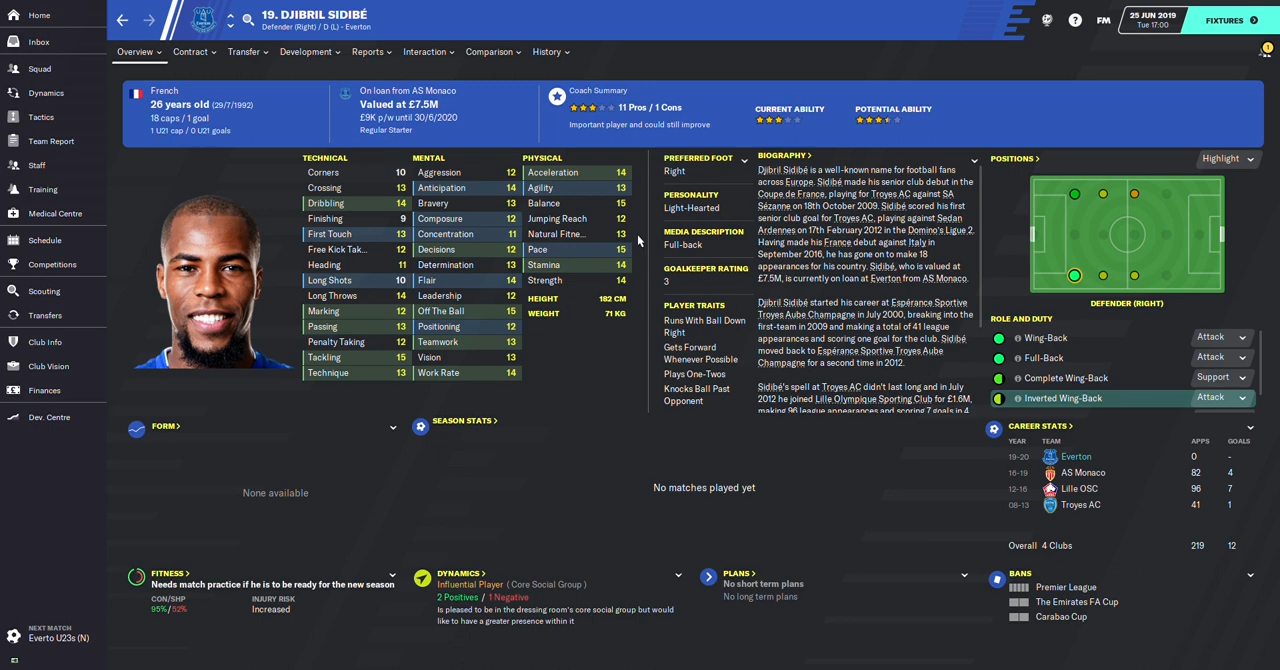 Home
Inbox
Squad
Dynamics
Tactics
Team Report
Staff
Training
Medical Centre
Schedule
Competitions
Scouting
Transfers
Club Info
Club Vision
Finances
Dev. Centre
NEXT MATCH
Everto U23s (N)
19. DJIBRIL SIDIBÉ
Defender (Right) / D (L) - Everton
FM
25 JUN 2019
Tue 17:00
FIXTURES
1
Overview
Contract
Transfer
Development
Reports
Interaction
Comparison
History
French
26 years old (29/7/1992)
18 caps / 1 goal
1 U21 cap / 0 U21 goals
On loan from AS Monaco
Valued at £7.5M
£9K p/w until 30/6/2020
Regular Starter
Coach Summary
11 Pros / 1 Cons
Important player and could still improve
CURRENT ABILITY
POTENTIAL ABILITY
TECHNICAL
Corners 10
Crossing 13
Dribbling 14
Finishing 9
First Touch 13
Free Kick Tak... 12
Heading 11
Long Shots 10
Long Throws 14
Marking 12
Passing 13
Penalty Taking 12
Tackling 15
Technique 13
MENTAL
Aggression 12
Anticipation 14
Bravery 13
Composure 12
Concentration 11
Decisions 12
Determination 13
Flair 14
Leadership 12
Off The Ball 15
Positioning 12
Teamwork 13
Vision 13
Work Rate 14
PHYSICAL
Acceleration 14
Agility 13
Balance 15
Jumping Reach 12
Natural Fitne... 13
Pace 15
Stamina 14
Strength 14
HEIGHT 182 CM
WEIGHT 71 KG
PREFERRED FOOT
Right
PERSONALITY
Light-Hearted
MEDIA DESCRIPTION
Full-back
GOALKEEPER RATING
3
PLAYER TRAITS
Runs With Ball Down
Right
Gets Forward
Whenever Possible
Plays One-Twos
Knocks Ball Past
Opponent
BIOGRAPHY >
Djibril Sidibé is a well-known name for football fans
across Europe. Sidibé made his senior club debut in the
Coupe de France, playing for Troyes AC against SA
Sézanne on 18th October 2009. Sidibé scored his first
senior club goal for Troyes AC, playing against Sedan
Ardennes on 17th February 2012 in the Domino's Ligue 2.
Having made his France debut against Italy in
September 2016, he has gone on to make 18
appearances for his country. Sidibé, who is valued at
£7.5M, is currently on loan at Everton from AS Monaco.
Djibril Sidibé started his career at Espérance Sportive
Troyes Aube Champagne in July 2000, breaking into the
first-team in 2009 and making a total of 41 league
appearances and scoring one goal for the club. Sidibé
moved back to Espérance Sportive Troyes Aube
Champagne for a second time in 2012.
Sidibé's spell at Troyes AC didn't last long and in July
2012 he joined Lille Olympique Sporting Club for £1.6M,
making 96 league appearances and scoring 7 goals in 4
POSITIONS >
Highlight
DEFENDER (RIGHT)
ROLE AND DUTY
Wing-Back Attack
Full-Back Attack
Complete Wing-Back Support
Inverted Wing-Back Attack
FORM >
None available
SEASON STATS >
No matches played yet
CAREER STATS >
YEAR TEAM APPS GOALS
19-20 Everton 0 -
16-19 AS Monaco 82 4
12-16 Lille OSC 96 7
08-13 Troyes AC 41 1
Overall 4 Clubs 219 12
FITNESS >
Needs match practice if he is to be ready for the new season
CON/SHP
95%/52%
INJURY RISK
Increased
DYNAMICS >
Influential Player (Core Social Group)
2 Positives / 1 Negative
Is pleased to be in the dressing room's core social group but would
like to have a greater presence within it
PLANS >
No short term plans
No long term plans
BANS
Premier League
The Emirates FA Cup
Carabao Cup